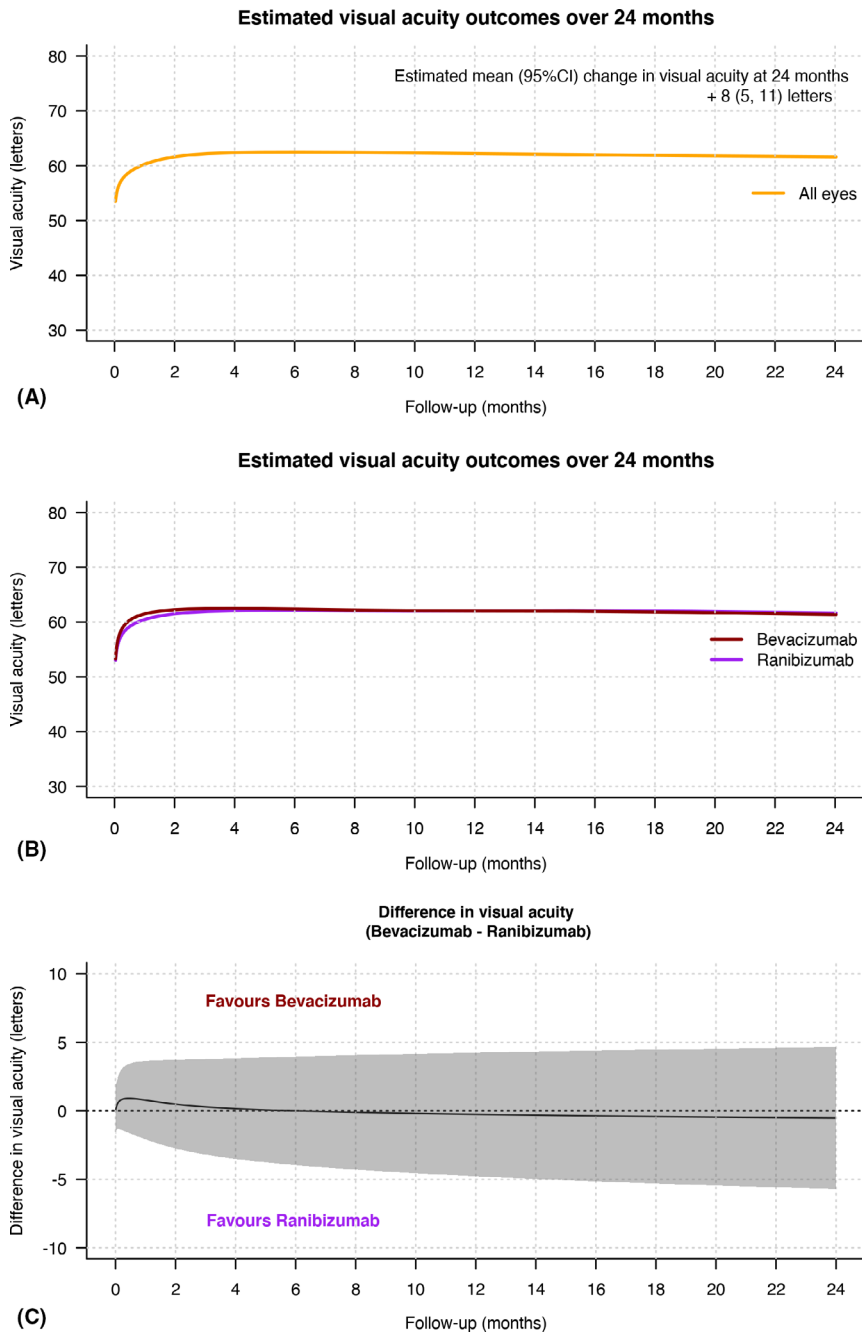 Estimated visual acuity outcomes over 24 months
Estimated mean (95%CI) change in visual acuity at 24 months
+ 8 (5, 11) letters
80
70
60
50
40
30
Visual acuity (letters)
All eyes
0 2 4 6 8 10 12 14 16 18 20 22 24
Follow-up (months)
(A)
Estimated visual acuity outcomes over 24 months
80
70
60
50
40
30
Visual acuity (letters)
Bevacizumab
Ranibizumab
0 2 4 6 8 10 12 14 16 18 20 22 24
Follow-up (months)
(B)
Difference in visual acuity
(Bevacizumab - Ranibizumab)
10
5
0
-5
-10
Difference in visual acuity (letters)
Favours Bevacizumab
Favours Ranibizumab
0 2 4 6 8 10 12 14 16 18 20 22 24
Follow-up (months)
(C)